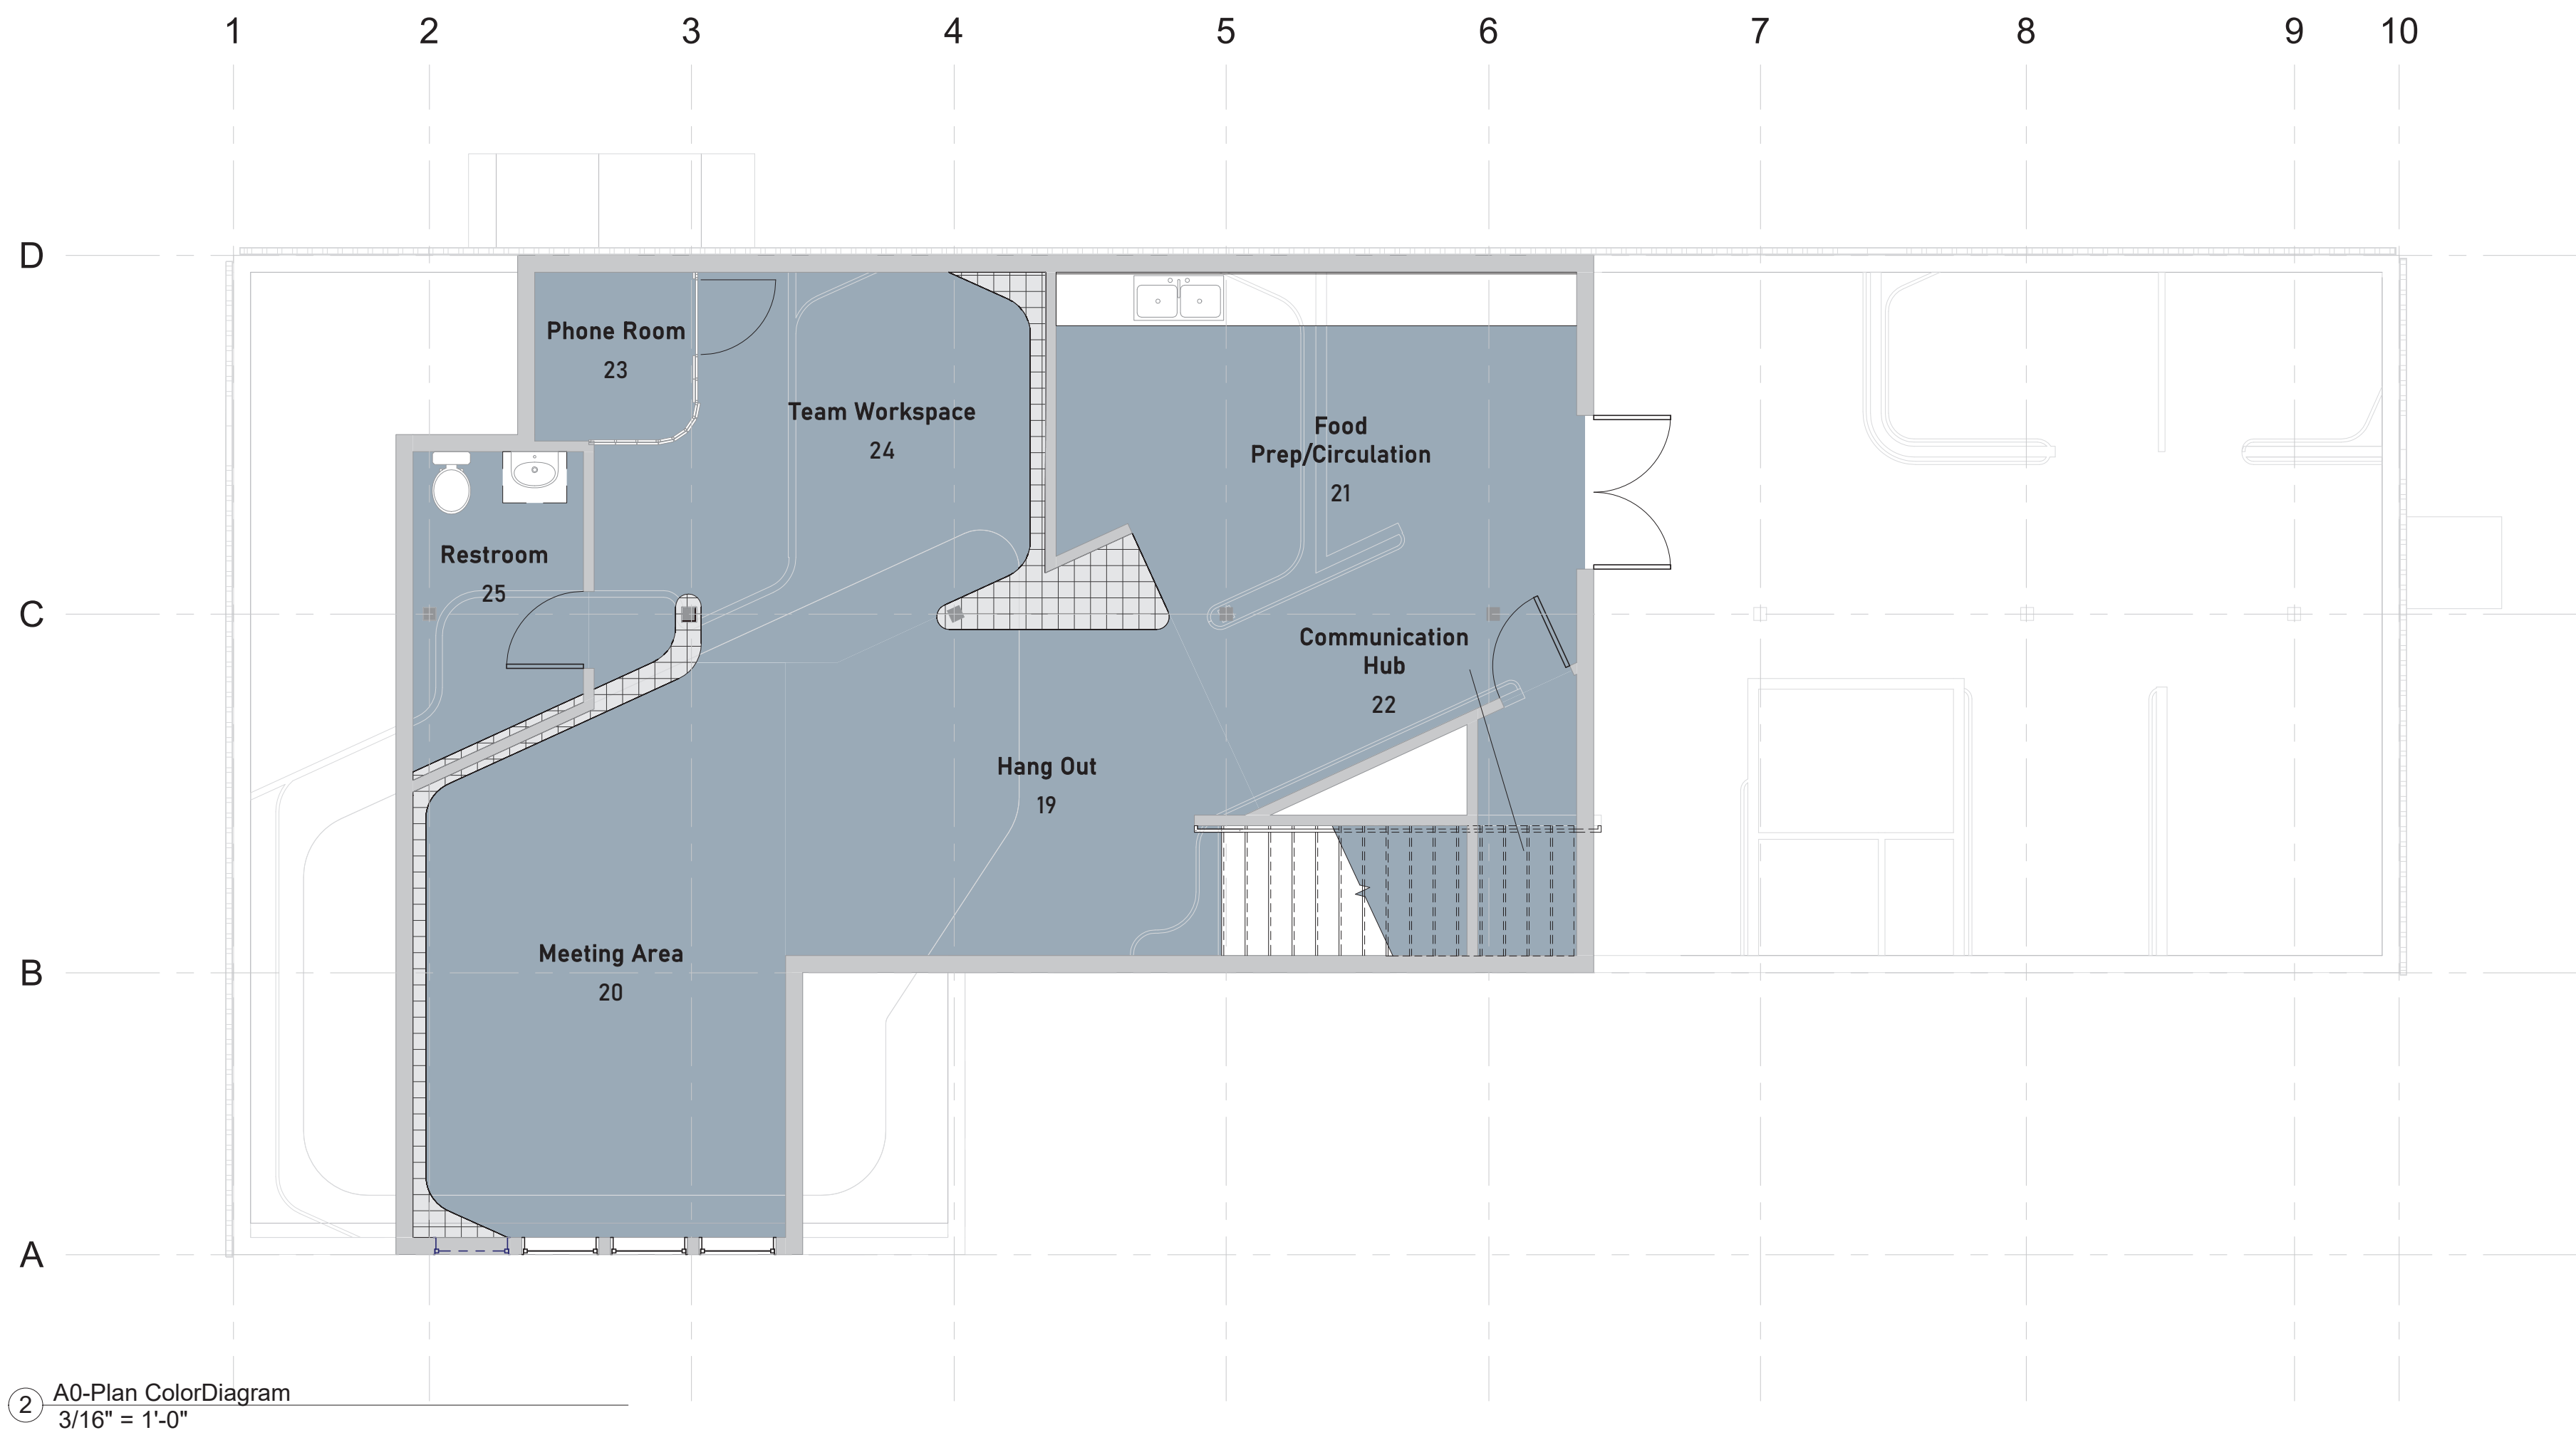 1 2 3 4 5 6 7 8 9 10
D
Phone Room
23
Team Workspace
24
Food
Prep/Circulation
21
Restroom
25
C
Communication
Hub
22
Hang Out
19
B
Meeting Area
20
A
2 A0-Plan ColorDiagram
3/16" = 1'-0"